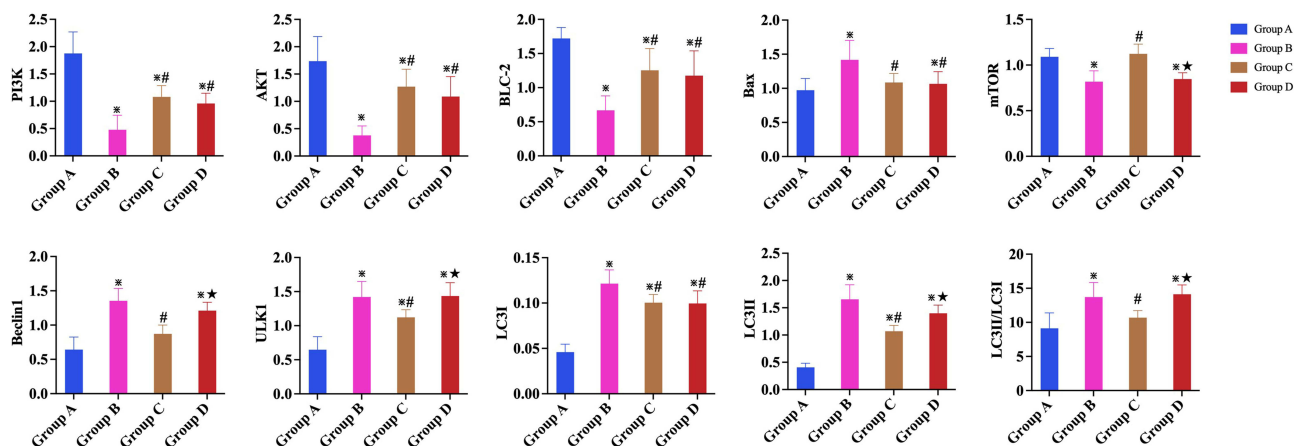 2.5
2.0
1.5
1.0
0.5
0.0
PI3K
※
※#
※#
Group A
Group B
Group C
Group D
2.5
2.0
1.5
1.0
0.5
0.0
AKT
※
※#
※#
Group A
Group B
Group C
Group D
2.0
1.5
1.0
0.5
0.0
BLC-2
※
※#
※#
Group A
Group B
Group C
Group D
2.0
1.5
1.0
0.5
0.0
Bax
※
#
※#
Group A
Group B
Group C
Group D
1.5
1.0
0.5
0.0
mTOR
※
#
※★
Group A
Group B
Group C
Group D
Group A
Group B
Group C
Group D
2.0
1.5
1.0
0.5
0.0
Beclin1
※
#
※★
Group A
Group B
Group C
Group D
2.0
1.5
1.0
0.5
0.0
ULK1
※
※#
※★
Group A
Group B
Group C
Group D
0.15
0.10
0.05
0.00
LC3I
※
※#
※#
Group A
Group B
Group C
Group D
2.5
2.0
1.5
1.0
0.5
0.0
LC3II
※
※#
※★
Group A
Group B
Group C
Group D
20
15
10
5
0
LC3II/LC3I
※
#
※★
Group A
Group B
Group C
Group D